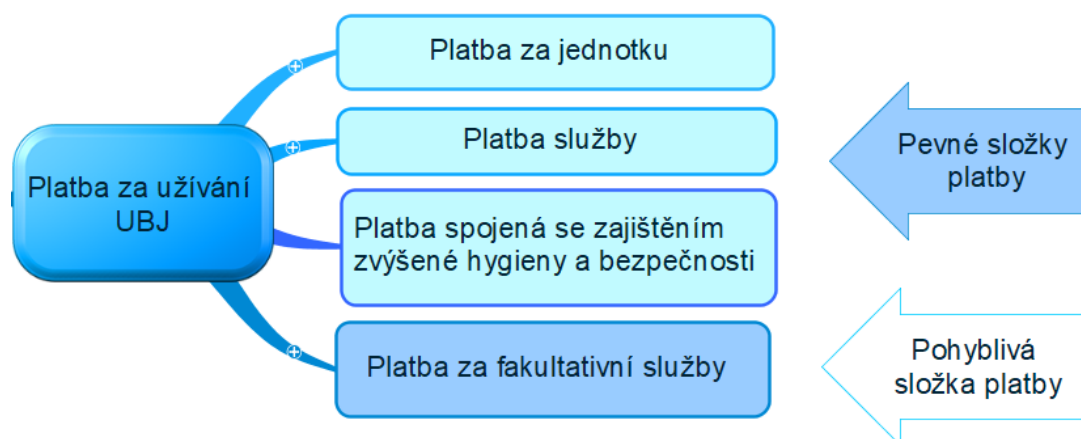 Platba za užívání
UBJ
Platba za jednotku
Platba služby
Platba spojená se zajištěním
zvýšené hygieny a bezpečnosti
Platba za fakultativní služby
Pevné složky
platby
Pohyblivá
složka platby